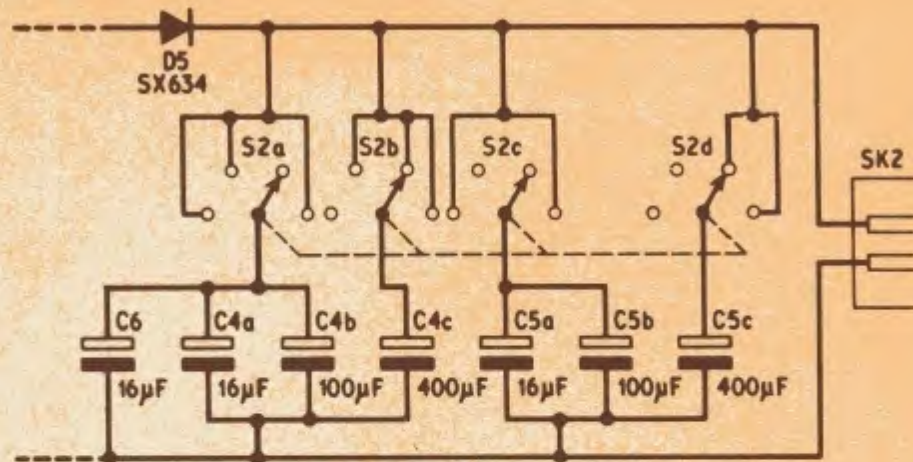 D5
SX634
S2a
S2b
S2c
S2d
SK2
C6
C4a
C4b
C4c
C5a
C5b
C5c
16µF
16µF
100µF
400µF
16µF
100µF
400µF